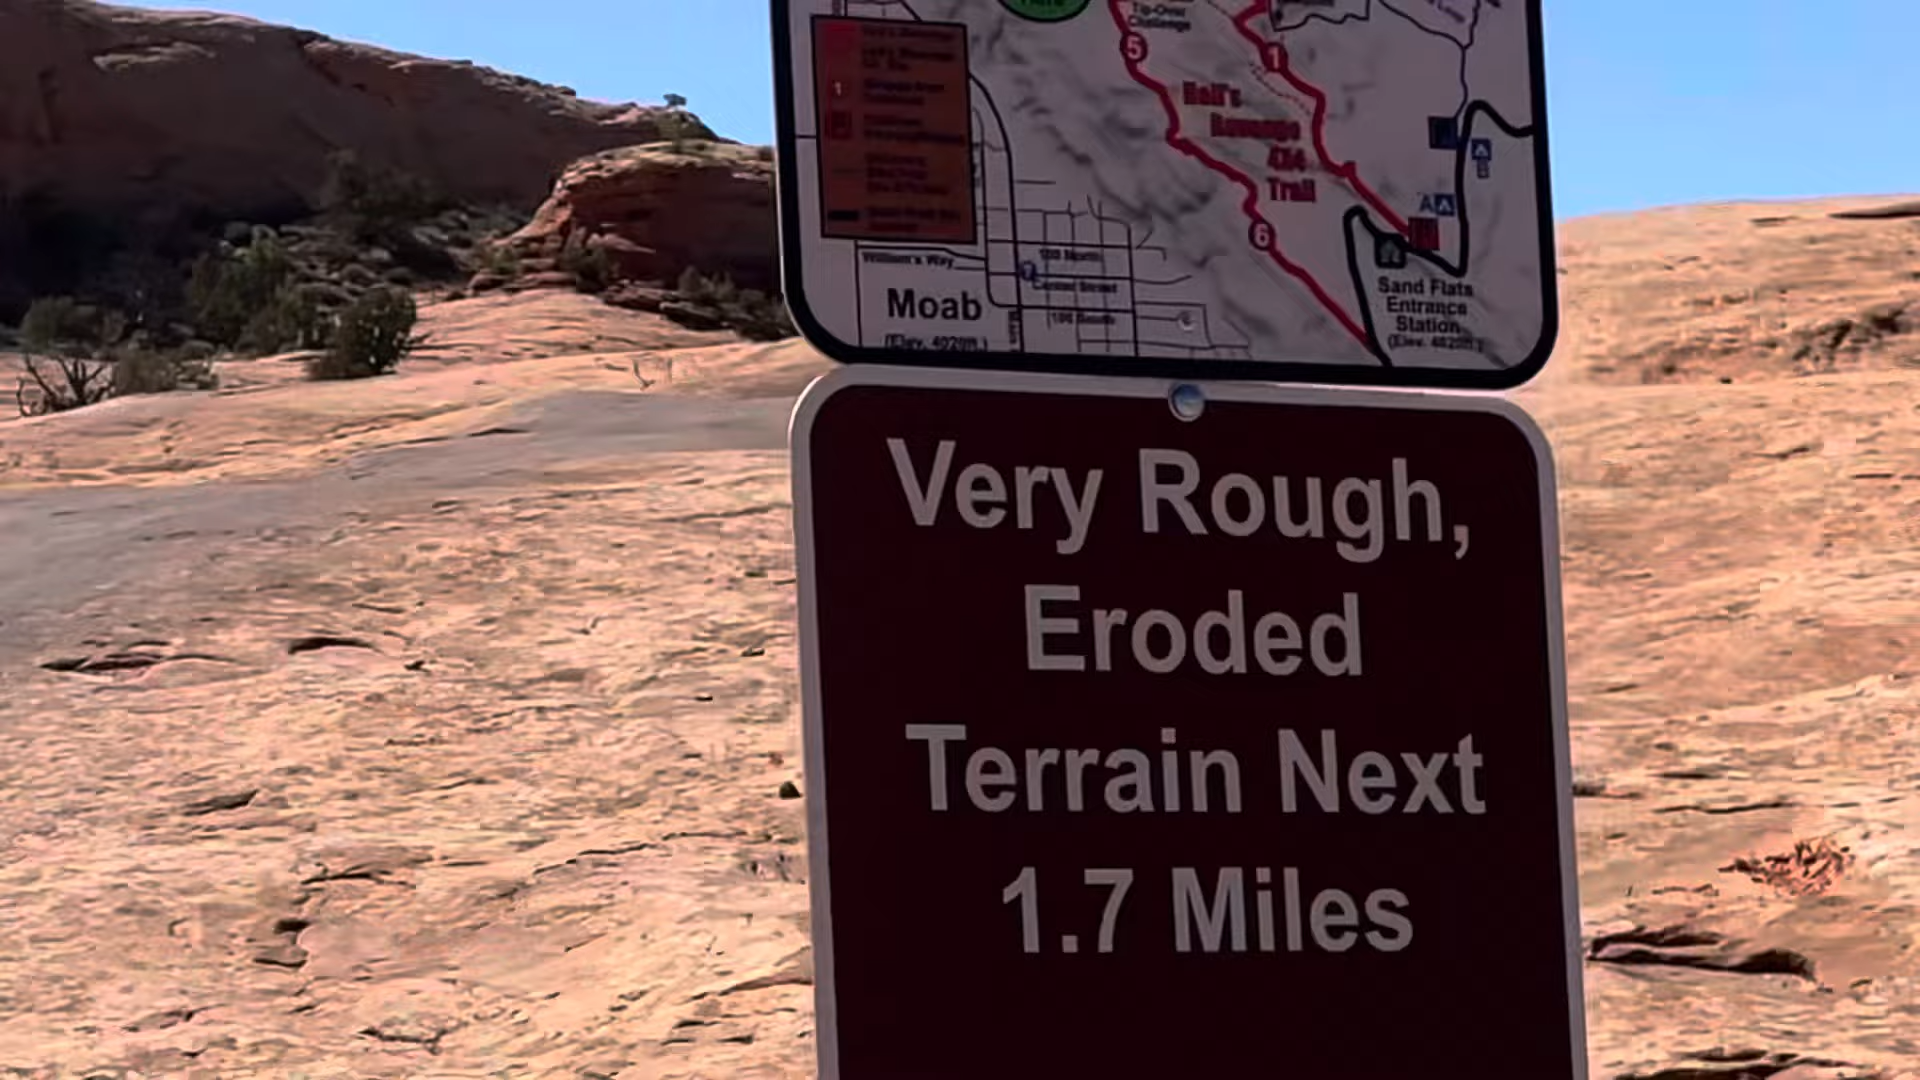 Tip-Over
Challenge
5
1
1
Hell's
Revenge
4X4
Trail
B
A
6
William's Way
100 North
Center Street
100 South
Moab
Sand Flats
Entrance
Station
Very Rough,
Eroded
Terrain Next
1.7 Miles